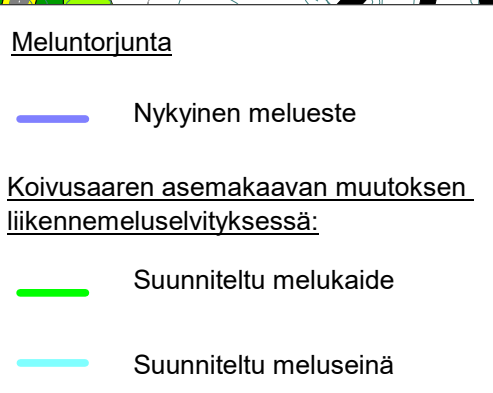 Meluntorjunta
Nykyinen melueste
Koivusaaren asemakaavan muutoksen
liikennemeluselvityksessä:
Suunniteltu melukaide
Suunniteltu meluseinä